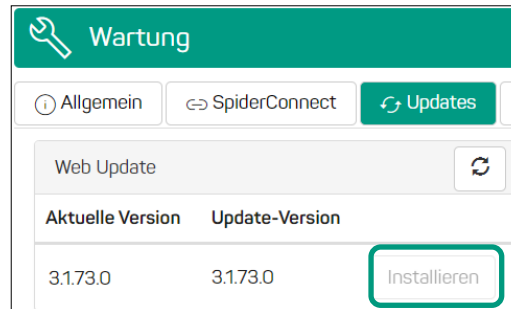 Wartung
Allgemein SpiderConnect Updates
Web Update
Aktuelle Version Update-Version
3.1.73.0 3.1.73.0 Installieren